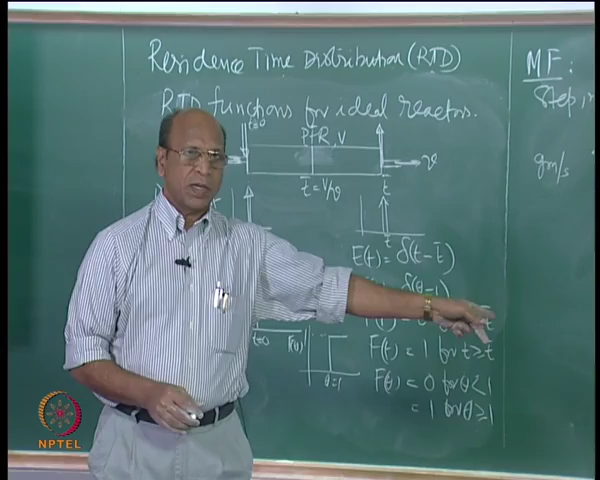 Residence Time Distribution (RTD)
RTD functions for ideal reactors.
t=0
PFR, V
v
t̄ = V/v
t̄
t̄
E(t) = δ(t - t̄)
δ(θ-1)
t̄
F(t) = 1 for t ≥ t̄
F(θ) = 0 for θ < 1
= 1 for θ ≥ 1
t=0
F(θ)
θ=1
MF:
Step,
gm/s
NPTEL